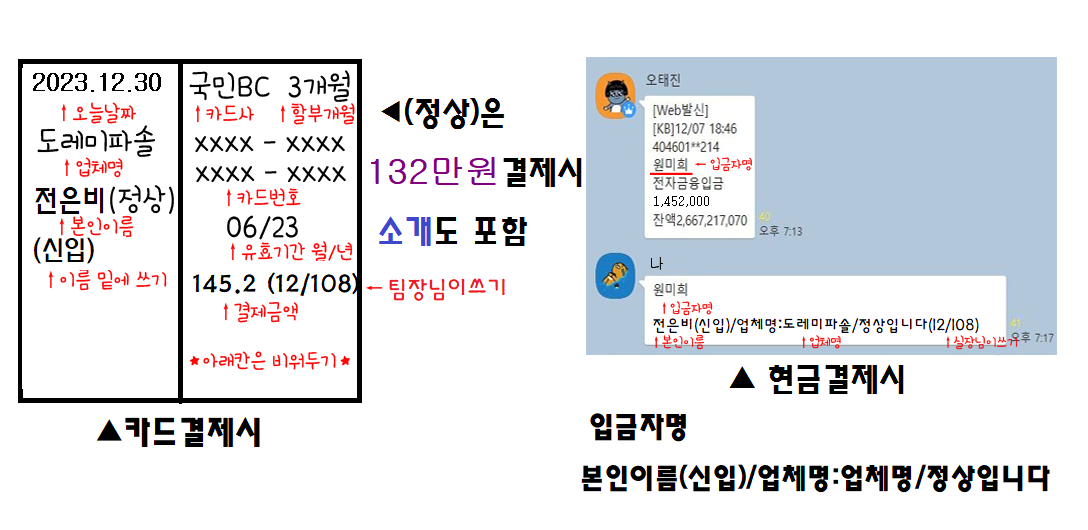 2023.12.30
↑오늘날짜
도레미파솔
↑업체명
전은비(정상)
↑본인이름
(신입)
↑이름 밑에 쓰기
국민BC 3개월
↑카드사 ↑할부개월
xxxx - xxxx
xxxx - xxxx
↑카드번호
06/23
↑유효기간 월/년
145.2 (12/108)
←팀장님이쓰기
↑결제금액
★아래칸은 비워두기★
▲카드결제시
◀(정상)은
132만원결제시
소개도 포함
오태진
[Web발신]
[KB]12/07 18:46
404601**214
원미희 ←입금자명
전자금융입금
1,452,000
잔액2,667,217,070
40
오후 7:13
나
원미희
↑입금자명
전은비(신입)/업체명:도레미파솔/정상입니다(12/108)
↑본인이름 ↑업체명 ↑실장님이쓰기
41
오후 7:17
▲ 현금결제시
입금자명
본인이름(신입)/업체명:업체명/정상입니다